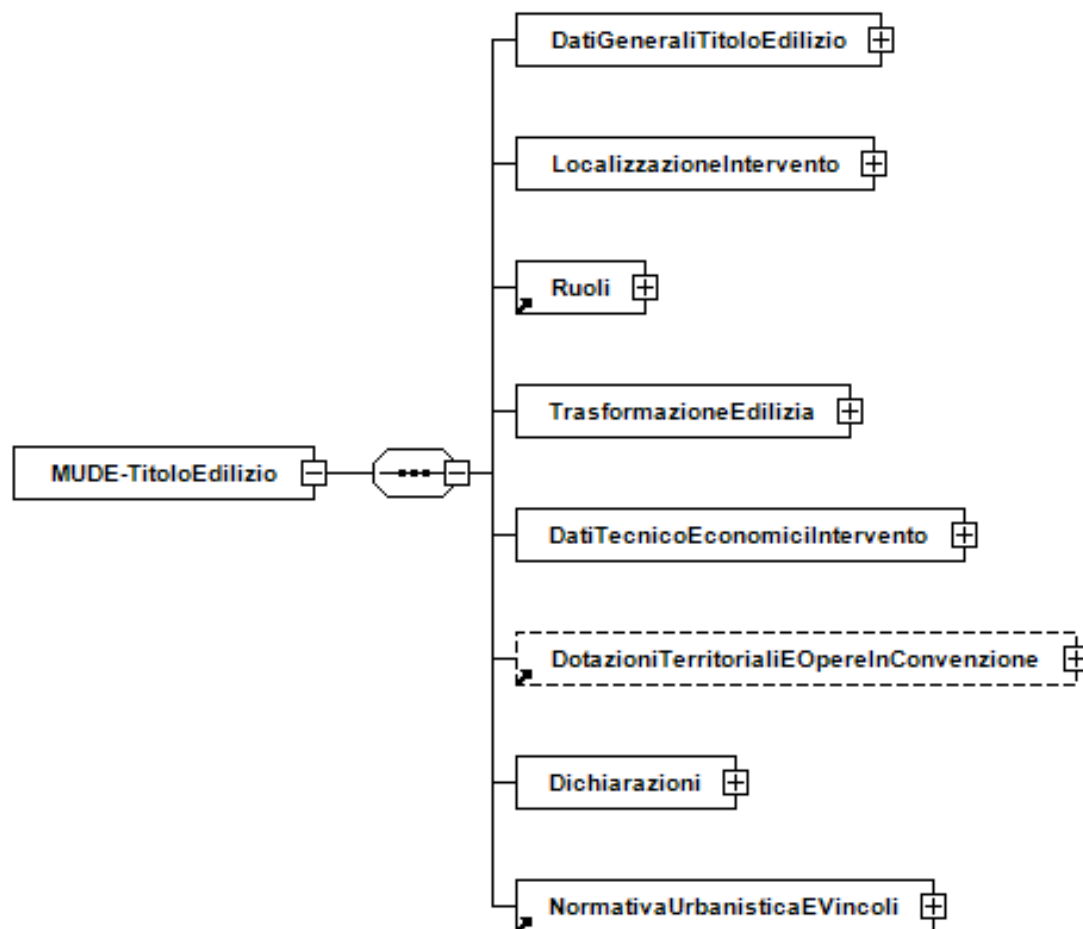 DatiGeneraliTitoloEdilizio
LocalizzazioneIntervento
Ruoli
TrasformazioneEdilizia
MUDE-TitoloEdilizio
DatiTecnicoEconomiciIntervento
DotazioniTerritorialiEOpereInConvenzione
Dichiarazioni
NormativaUrbanisticaEVincoli